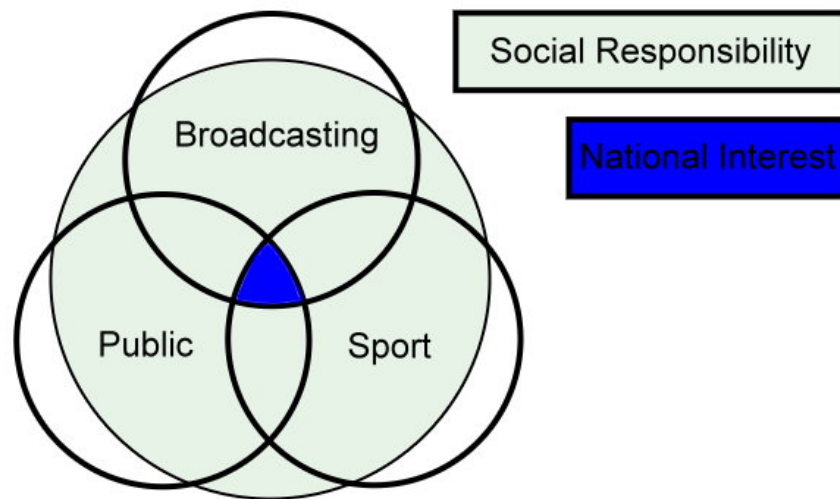 Social Responsibility
Broadcasting
National Interest
Public
Sport